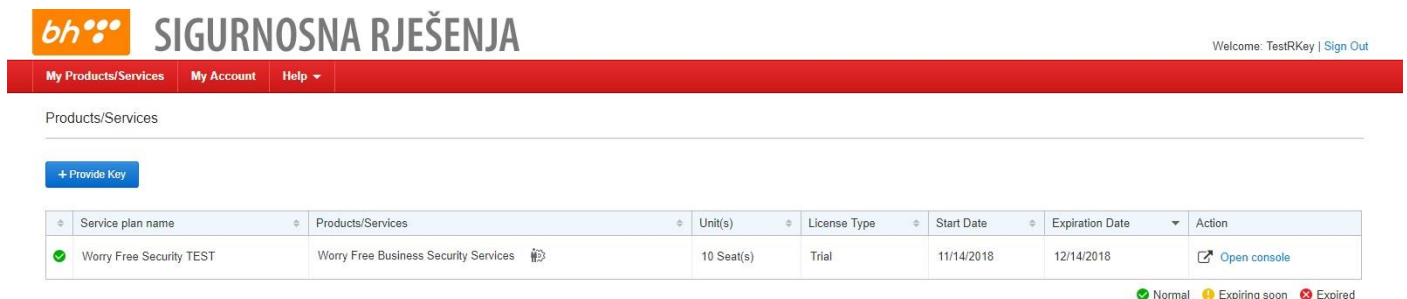 bh SIGURNOSNA RJEŠENJA
Welcome: TestRKey | Sign Out
My Products/Services My Account Help
Products/Services
+ Provide Key
Service plan name Products/Services Unit(s) License Type Start Date Expiration Date Action
Worry Free Security TEST Worry Free Business Security Services 10 Seat(s) Trial 11/14/2018 12/14/2018 Open console
Normal Expiring soon Expired